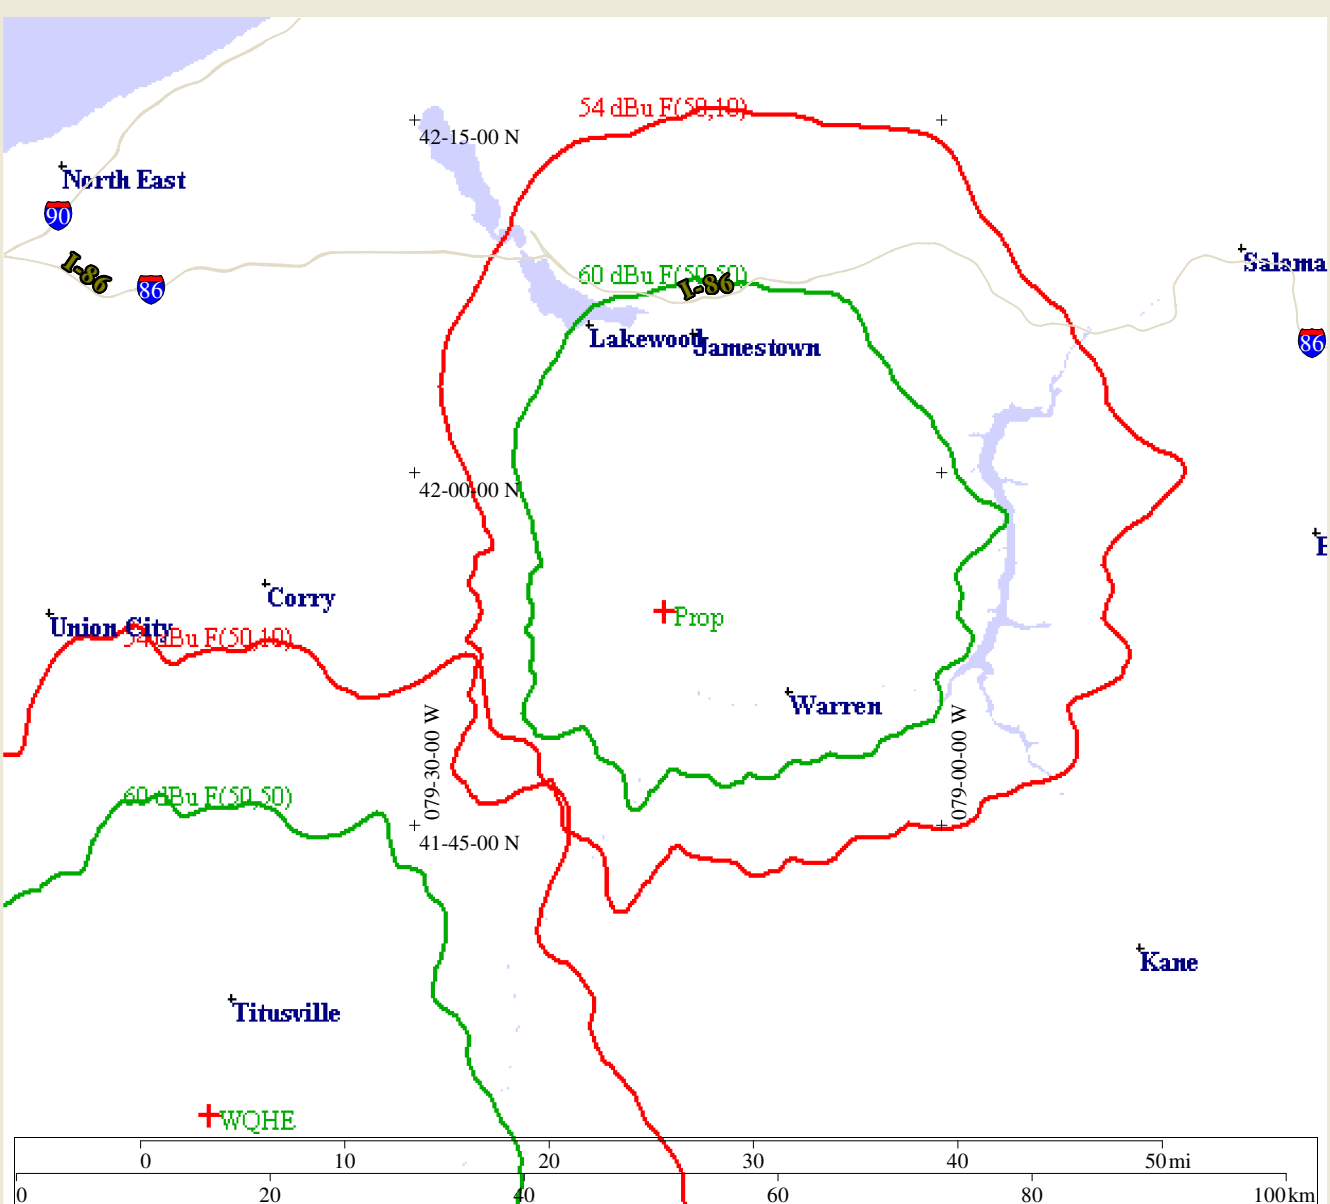 54 dBu F(50,10)
42-15-00 N
North East
90
I-86
86
Salama
60 dBu F(50,50)
I-86
Lakewood
Jamestown
86
42-00-00 N
E
Corry
Prop
Union City
54 dBu F(50,10)
Warren
079-30-00 W
079-00-00 W
60 dBu F(50,50)
41-45-00 N
Kane
Titusville
WQHE
0 10 20 30 40 50 mi
0 20 40 60 80 100 km